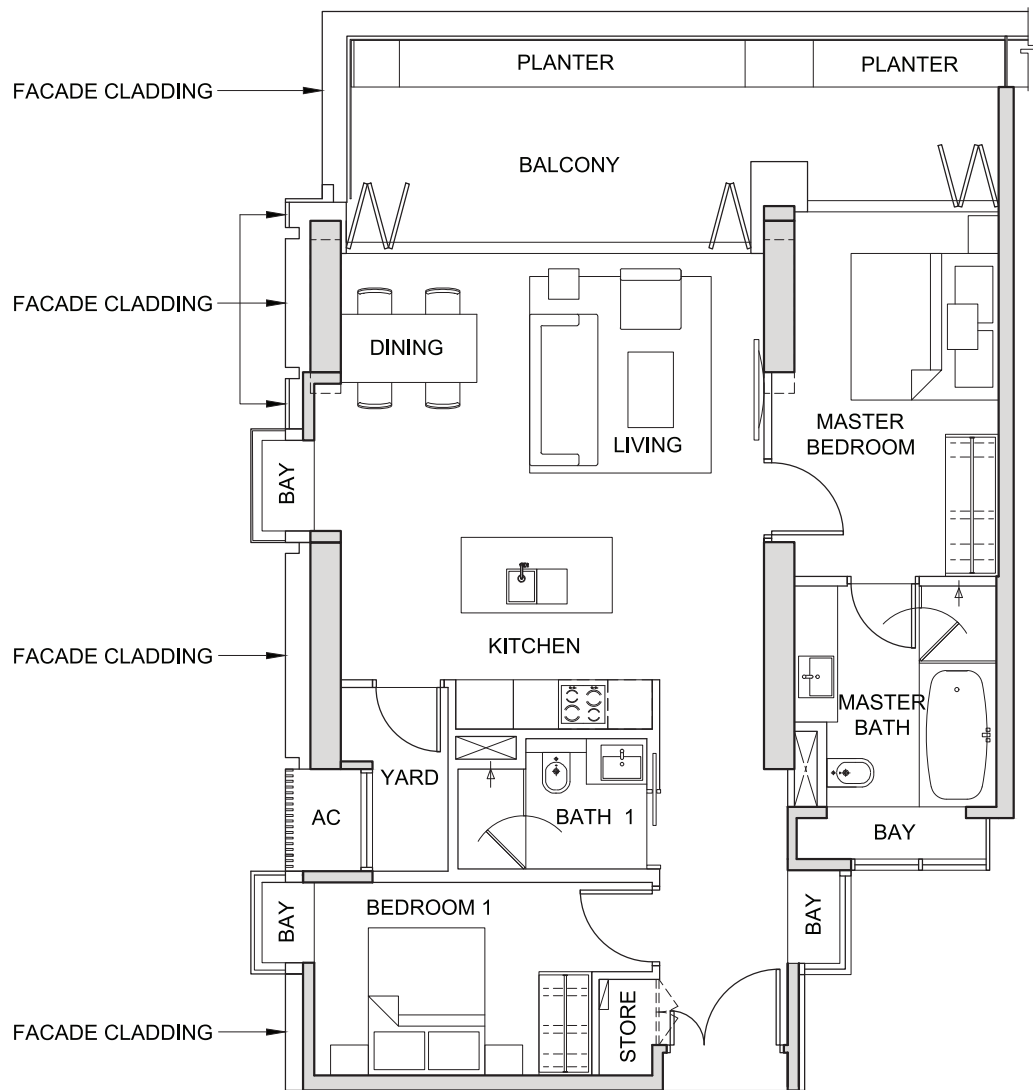 PLANTER
PLANTER
FACADE CLADDING
BALCONY
FACADE CLADDING
DINING
MASTER
BEDROOM
LIVING
BAY
KITCHEN
FACADE CLADDING
MASTER
BATH
YARD
AC
BATH 1
BAY
BEDROOM 1
BAY
BAY
STORE
FACADE CLADDING